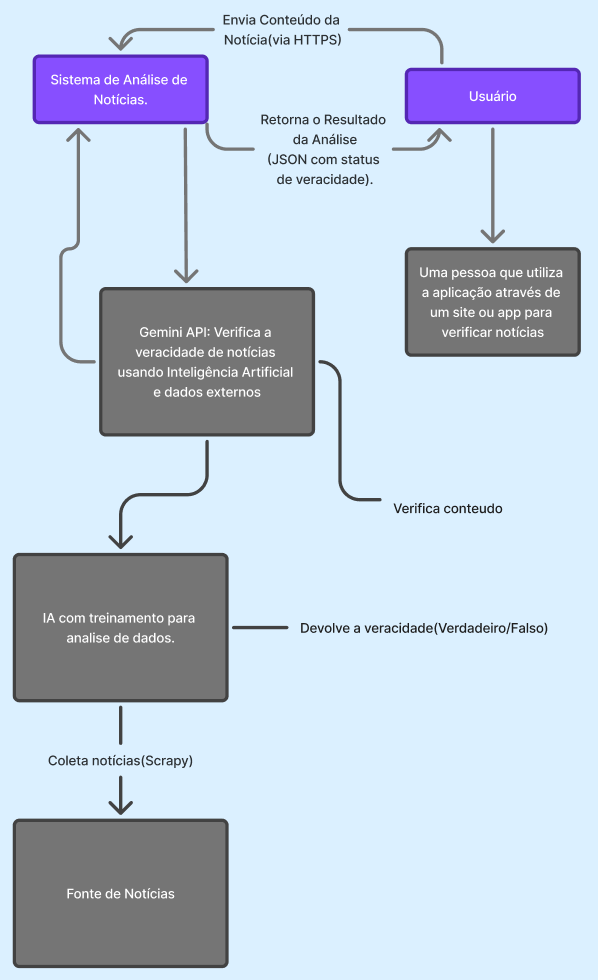 Envia Conteúdo da
Notícia(via HTTPS)
Sistema de Análise de
Notícias.
Usuário
Retorna o Resultado
da Análise
(JSON com status
de veracidade).
Uma pessoa que utiliza
a aplicação através de
um site ou app para
verificar notícias
Gemini API: Verifica a
veracidade de notícias
usando Inteligência Artificial
e dados externos
Verifica conteudo
IA com treinamento para
analise de dados.
Devolve a veracidade(Verdadeiro/Falso)
Coleta notícias(Scrapy)
Fonte de Notícias